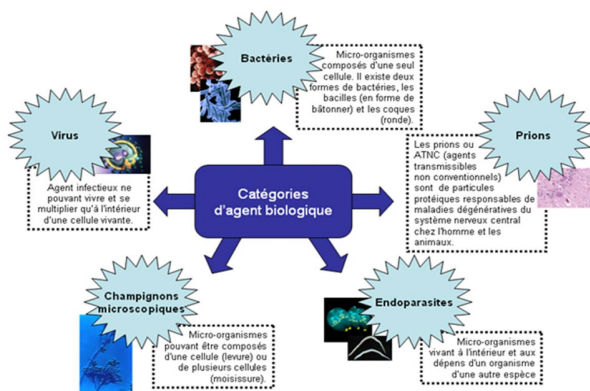 Bactéries
Micro-organismes
composés d'une seul
cellule. Il existe deux
formes de bactéries, les
bacilles (en forme de
bâtonner) et les coques
(ronde).
Virus
Agent infectieux ne
pouvant vivre et se
multiplier qu'à l'intérieur
d'une cellule vivante.
Prions
Les prions ou
ATNC (agents
transmissibles
non conventionnels)
sont de particules
protéiques responsables de
maladies dégénératives du
système nerveux central
chez l'homme et les
animaux.
Catégories
d'agent biologique
Champignons
microscopiques
Micro-organismes
pouvant être composés
d'une cellule (levure) ou
de plusieurs cellules
(moisissure).
Endoparasites
Micro-organismes
vivant à l'intérieur et aux
dépens d'un organisme
d'une autre espèce